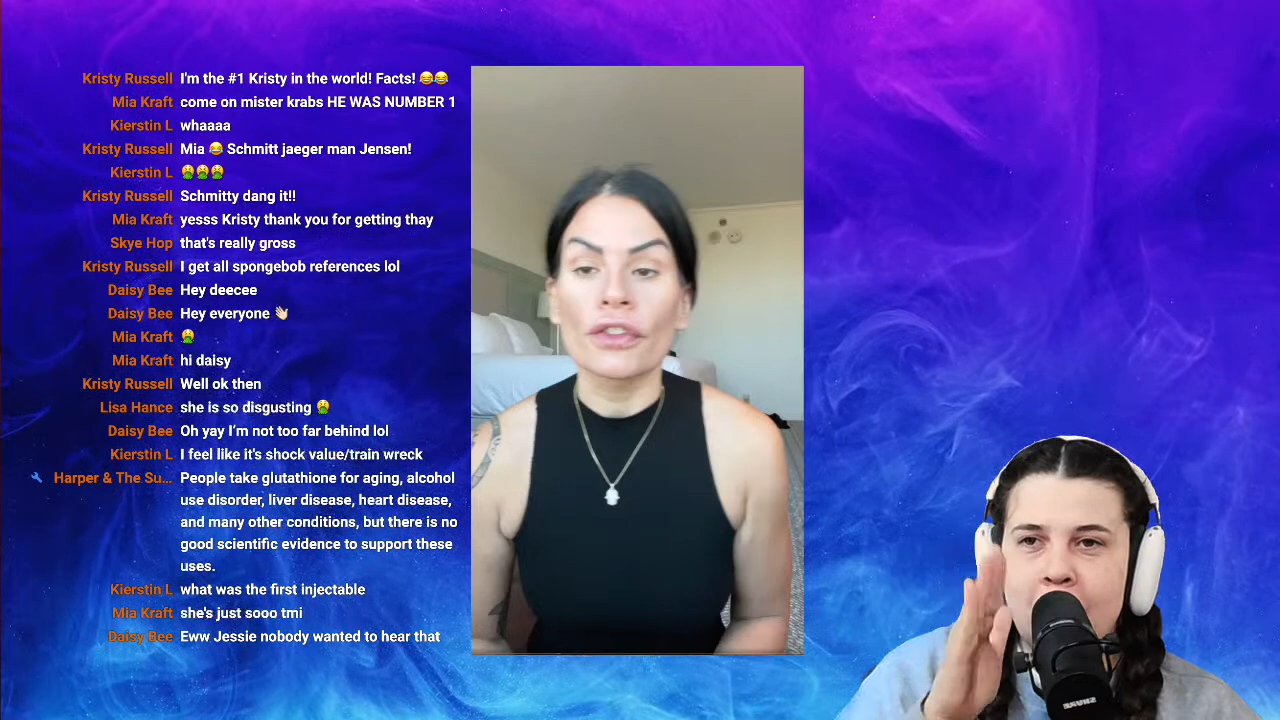 Kristy Russell I'm the #1 Kristy in the world! Facts! 😂😂
Mia Kraft come on mister krabs HE WAS NUMBER 1
Kierstin L whaaaa
Kristy Russell Mia 😂 Schmitt jaeger man Jensen!
Kierstin L 🤮🤮🤮
Kristy Russell Schmitty dang it!!
Mia Kraft yesss Kristy thank you for getting thay
Skye Hop that's really gross
Kristy Russell I get all spongebob references lol
Daisy Bee Hey deecee
Daisy Bee Hey everyone 👋🏻
Mia Kraft 🤮
Mia Kraft hi daisy
Kristy Russell Well ok then
Lisa Hance she is so disgusting 🤮
Daisy Bee Oh yay I'm not too far behind lol
Kierstin L I feel like it's shock value/train wreck
Harper & The Su... People take glutathione for aging, alcohol
use disorder, liver disease, heart disease,
and many other conditions, but there is no
good scientific evidence to support these
uses.
Kierstin L what was the first injectable
Mia Kraft she's just sooo tmi
Daisy Bee Eww Jessie nobody wanted to hear that
SHURE